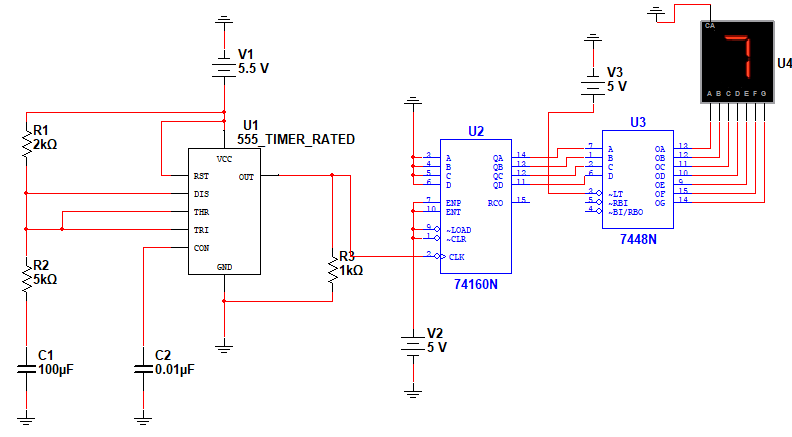 CA
U4
A B C D E F G
V1
5.5 V
V3
5 V
R1
2kΩ
U1
555_TIMER_RATED
VCC
RST
OUT
DIS
THR
TRI
CON
GND
R2
5kΩ
R3
1kΩ
C1
100µF
C2
0.01µF
U2
3 A QA 14
4 B QB 13
5 C QC 12
6 D QD 11
7 ENP RCO 15
10 ENT
9 ~LOAD
1 ~CLR
2 CLK
74160N
V2
5 V
U3
7 A OA 13
1 B OB 12
2 C OC 11
6 D OD 10
OE 9
3 ~LT OF 15
5 ~RBI OG 14
4 ~BI/RBO
7448N